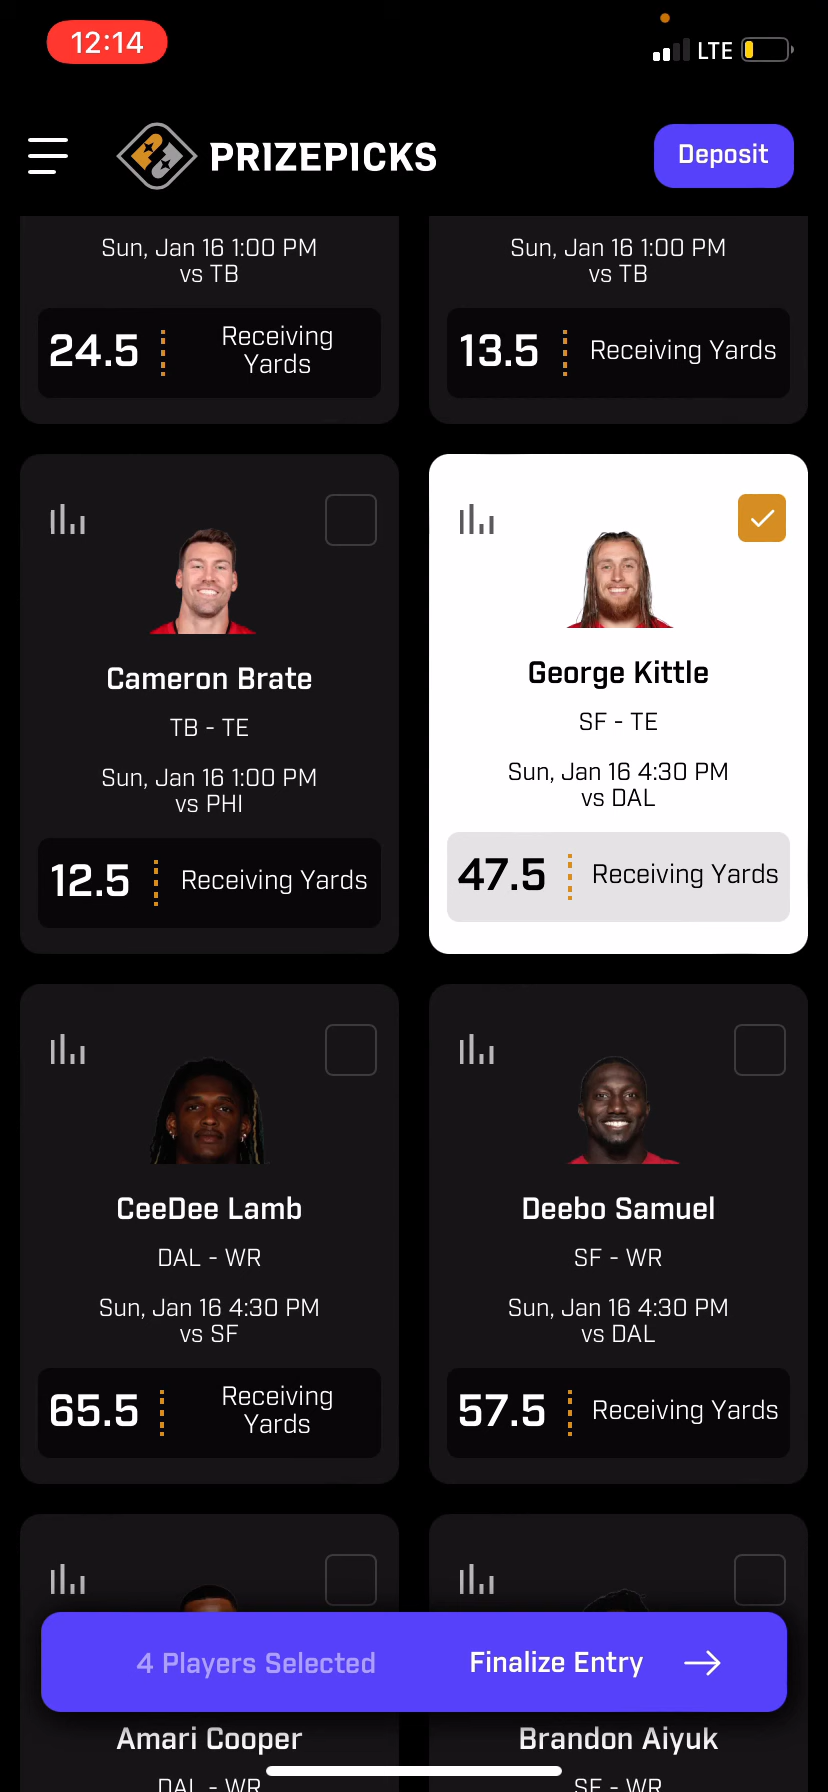 12:14
LTE
PRIZEPICKS
Deposit
Sun, Jan 16 1:00 PM
vs TB
24.5
Receiving
Yards
Sun, Jan 16 1:00 PM
vs TB
13.5
Receiving Yards
Cameron Brate
TB - TE
Sun, Jan 16 1:00 PM
vs PHI
12.5
Receiving Yards
George Kittle
SF - TE
Sun, Jan 16 4:30 PM
vs DAL
47.5
Receiving Yards
CeeDee Lamb
DAL - WR
Sun, Jan 16 4:30 PM
vs SF
65.5
Receiving
Yards
Deebo Samuel
SF - WR
Sun, Jan 16 4:30 PM
vs DAL
57.5
Receiving Yards
4 Players Selected
Finalize Entry
Amari Cooper
DAL - WR
Brandon Aiyuk
SF - WR